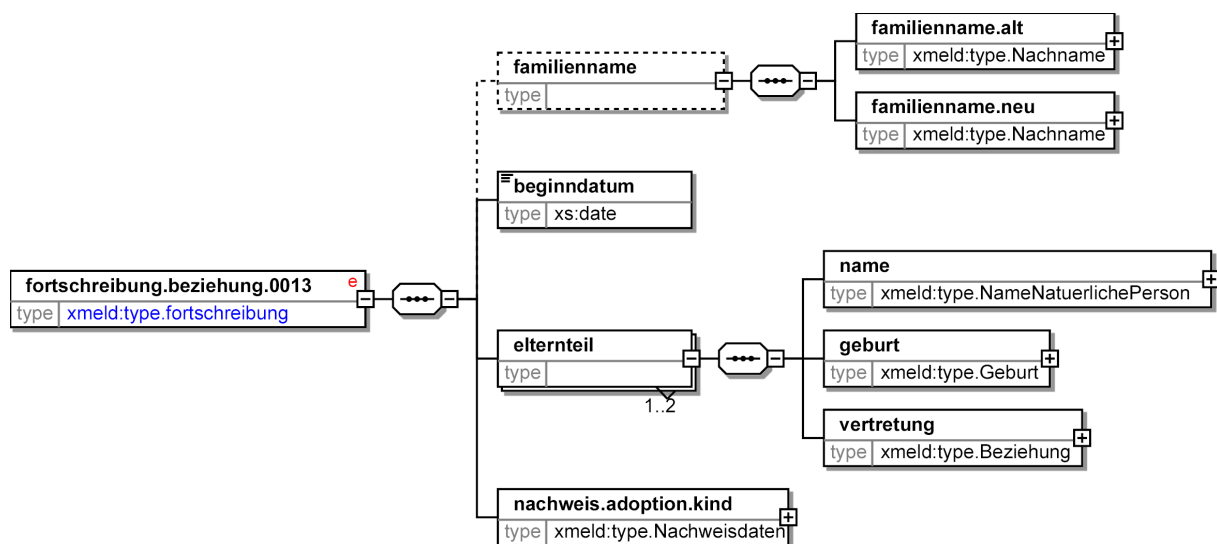 familienname.alt
type xmeld:type.Nachname
familienname
type
familienname.neu
type xmeld:type.Nachname
beginndatum
type xs:date
fortschreibung.beziehung.0013 e
type xmeld:type.fortschreibung
name
type xmeld:type.NameNatuerlichePerson
elternteil
type
1..2
geburt
type xmeld:type.Geburt
vertretung
type xmeld:type.Beziehung
nachweis.adoption.kind
type xmeld:type.Nachweisdaten